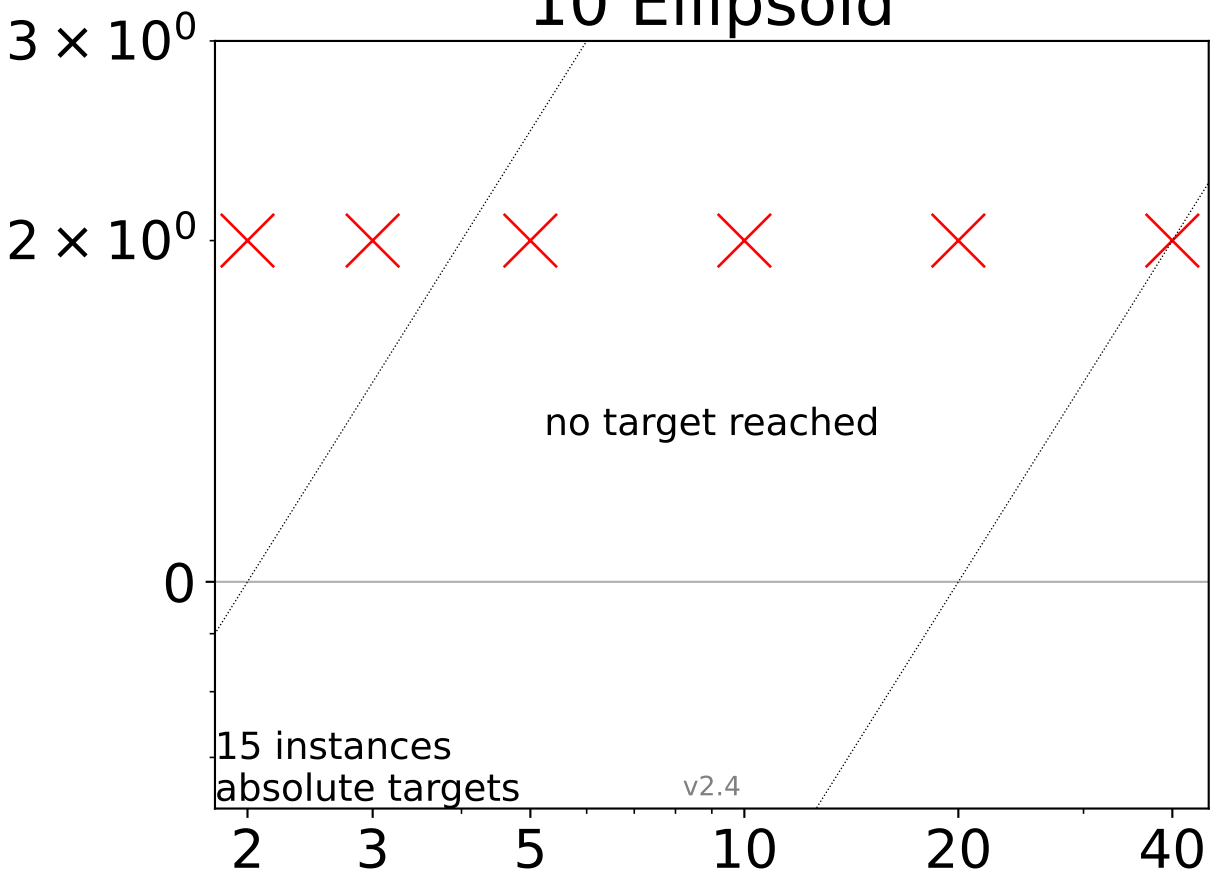 10 Ellipsoid
3 × 10⁰
2 × 10⁰
no target reached
0
15 instances
absolute targets
v2.4
2 3 5 10 20 40